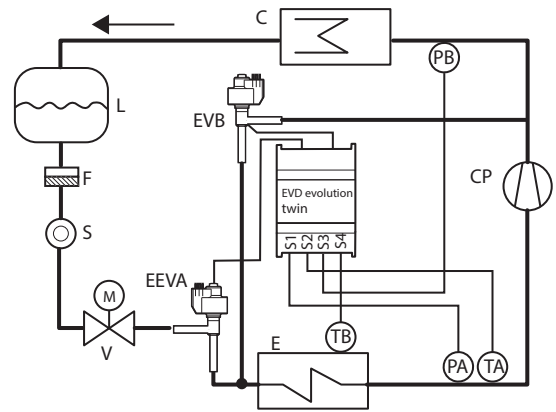 C
PB
L
EVB
CP
EVD evolution
twin
F
S
S1 S2 S3 S4
EEVA
M
V
E
TB
PA TA